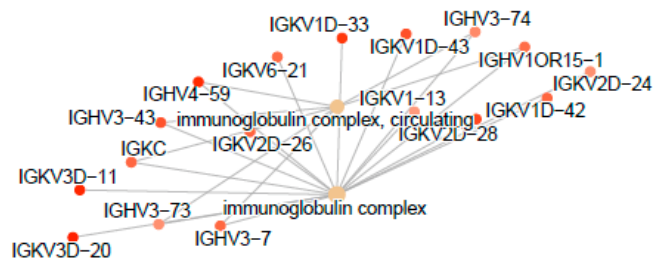 IGKV1D−33
IGHV3−74
IGKV1D−43
IGHV1OR15−1
IGKV6−21
IGKV2D−24
IGHV4−59
IGKV1−13
IGKV1D−42
IGHV3−43
immunoglobulin complex, circulating
IGKV2D−28
IGKC
IGKV2D−26
IGKV3D−11
IGHV3−73
immunoglobulin complex
IGHV3−7
IGKV3D−20